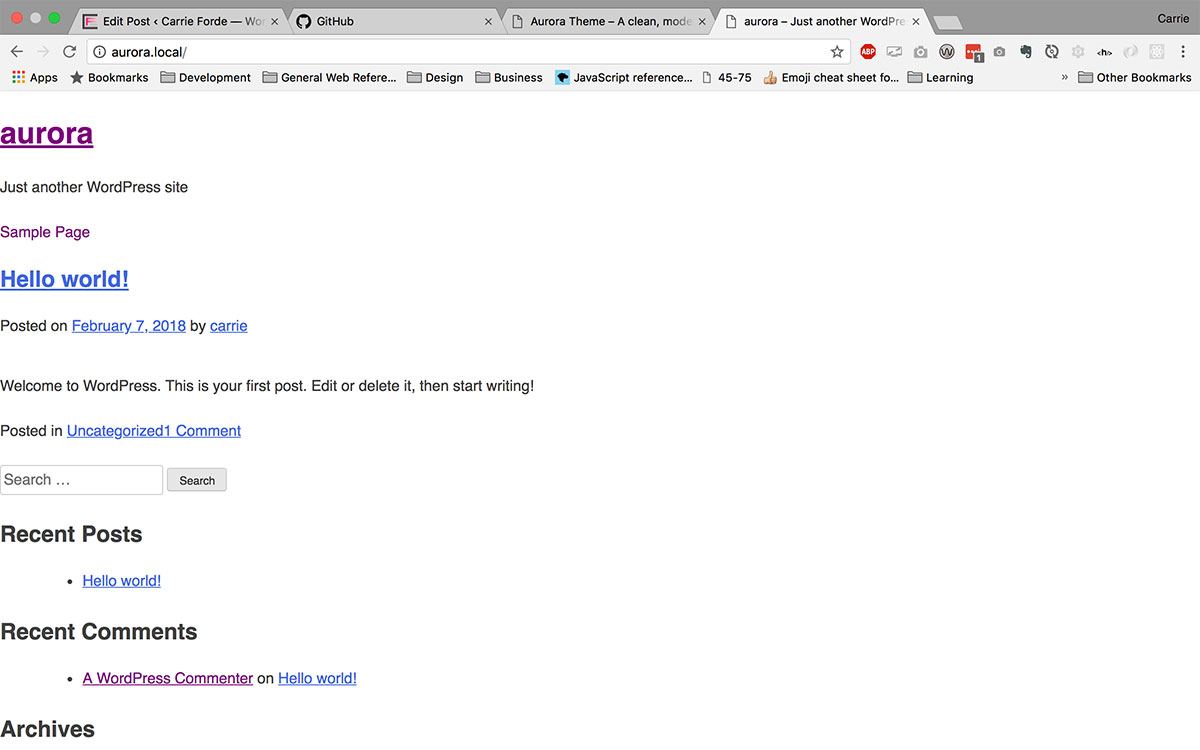 Edit Post ‹ Carrie Forde — Wor
GitHub
Aurora Theme – A clean, mode
aurora – Just another WordPre
Carrie
aurora.local/
ABP
1
<h>
Apps
Bookmarks
Development
General Web Refere...
Design
Business
JavaScript reference...
45-75
Emoji cheat sheet fo...
Learning
»
Other Bookmarks
aurora
Just another WordPress site
Sample Page
Hello world!
Posted on February 7, 2018 by carrie
Welcome to WordPress. This is your first post. Edit or delete it, then start writing!
Posted in Uncategorized1 Comment
Search …
Search
Recent Posts
• Hello world!
Recent Comments
• A WordPress Commenter on Hello world!
Archives